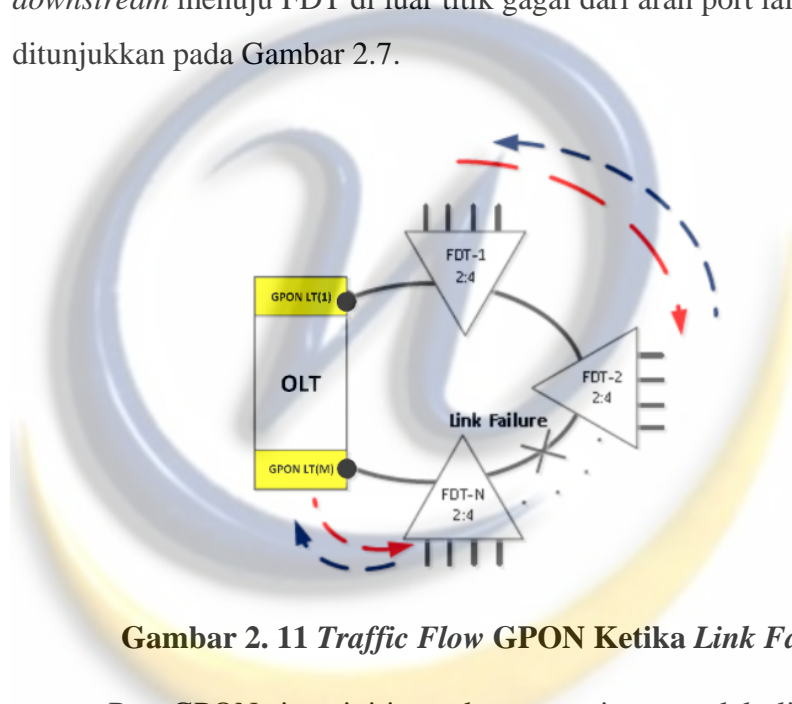 downstream menuju FDT di luar titik gagal dari arah port
ditunjukkan pada Gambar 2.7.
FDT-1
2:4
GPON LT(1)
OLT
FDT-2
2:4
Link Failure
GPON LT(M)
FDT-N
2:4
Gambar 2. 11 Traffic Flow GPON Ketika Link
GPON